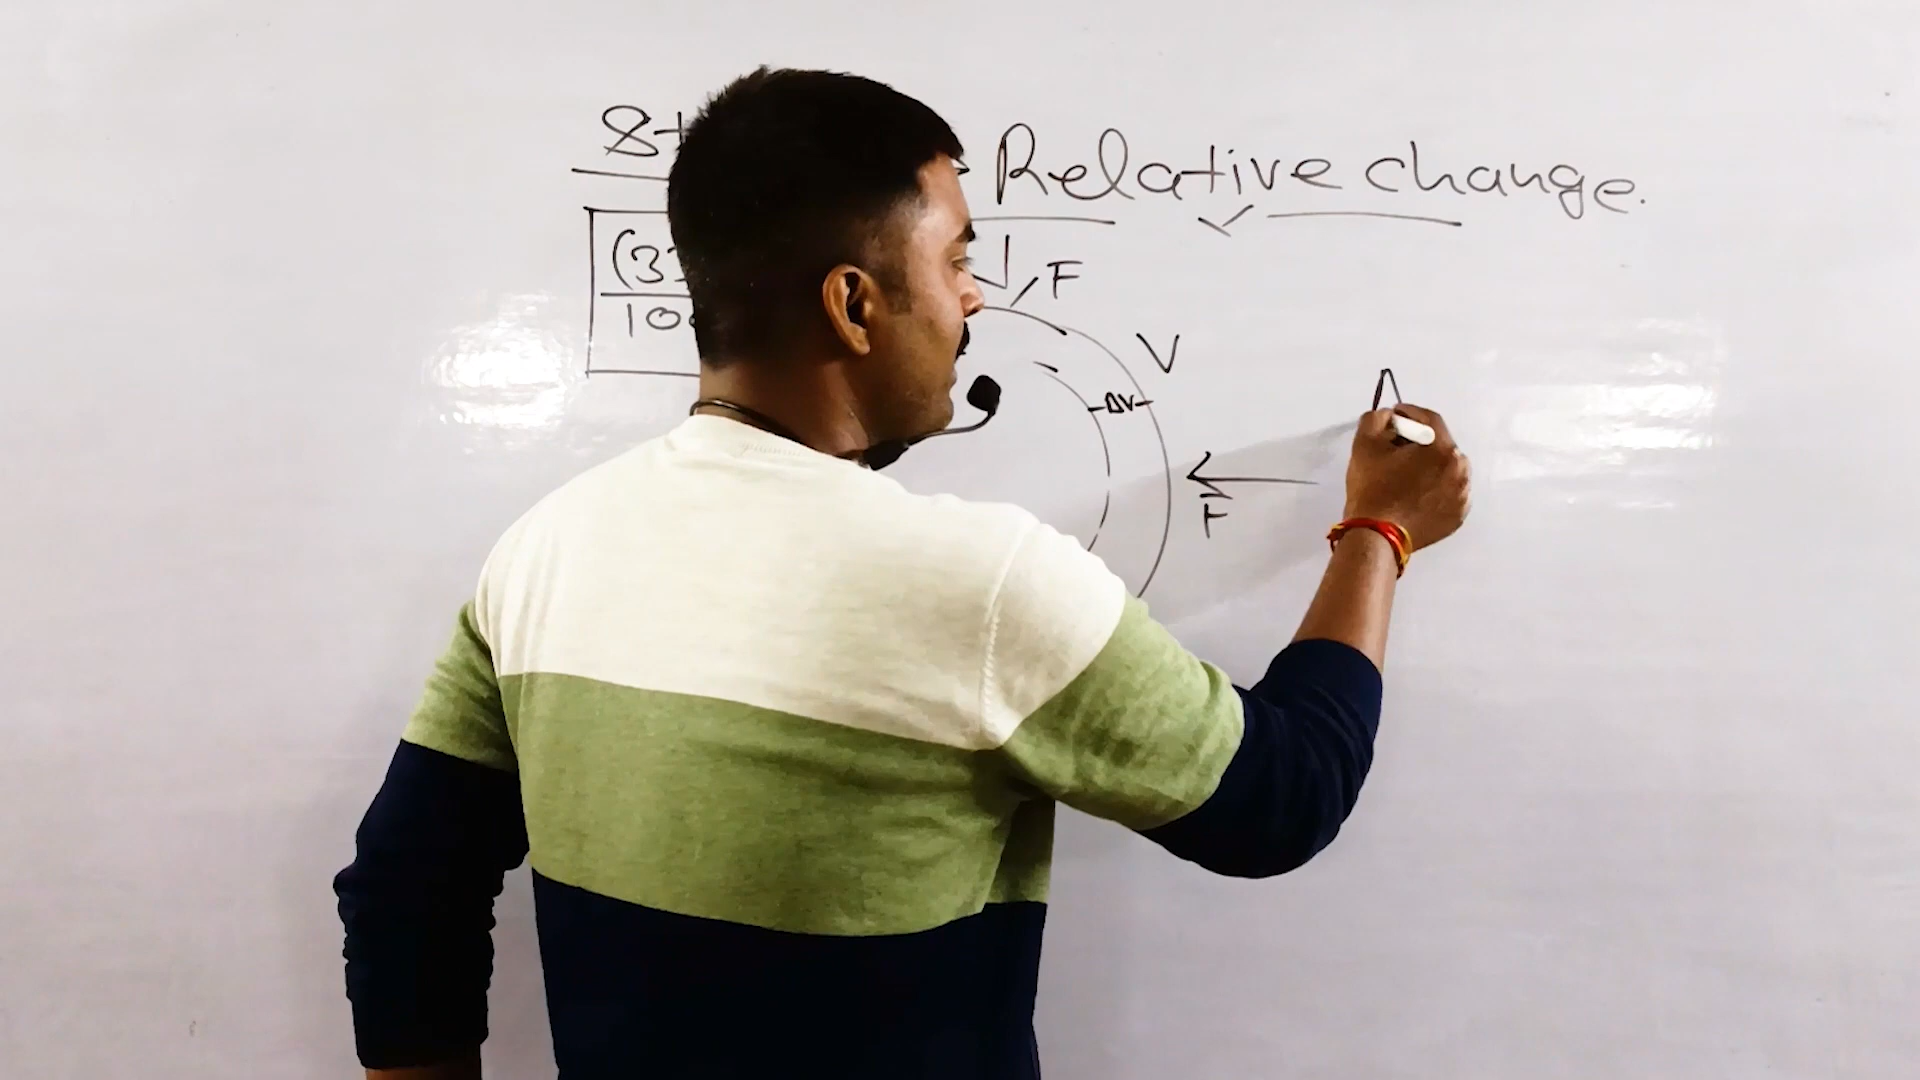 Relative change.
F
V
ΔV
F